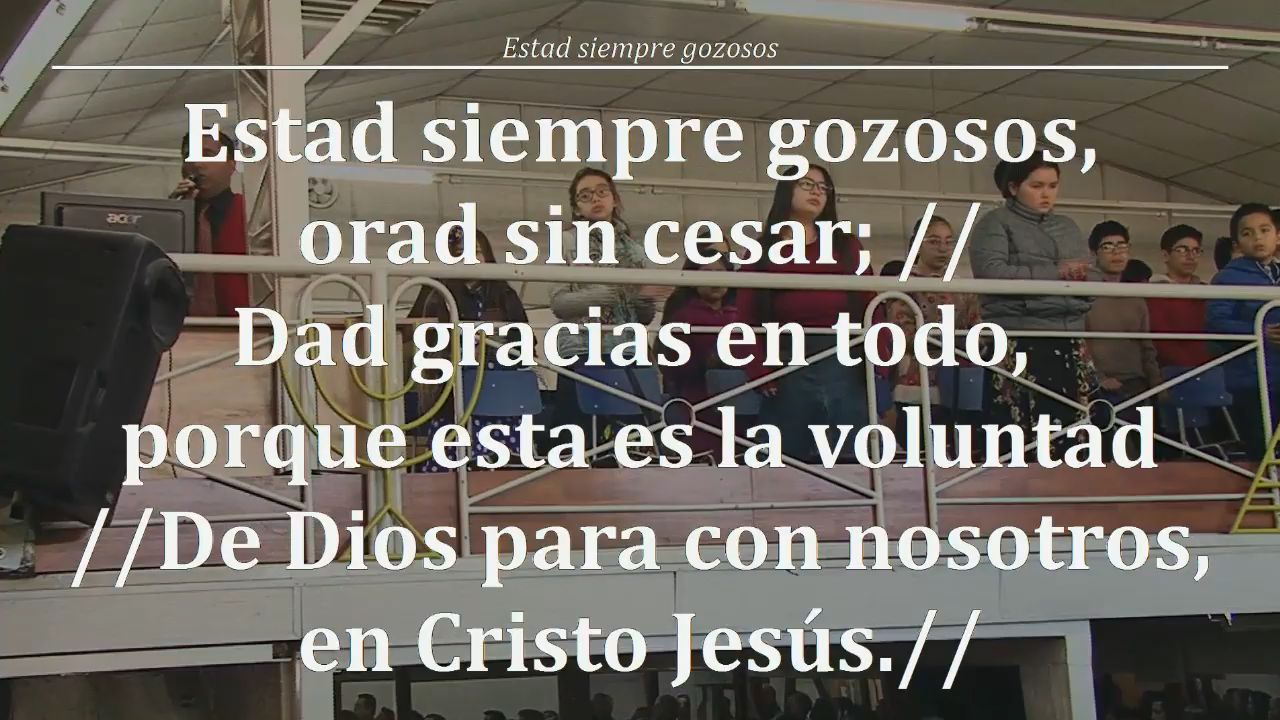 Estad siempre gozosos
Estad siempre gozosos,
orad sin cesar; //
Dad gracias en todo,
porque esta es la voluntad
//De Dios para con nosotros,
en Cristo Jesús.//
acer